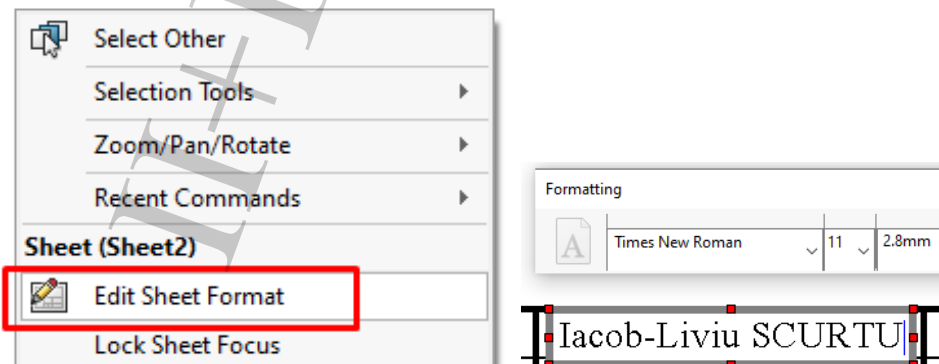 Select Other
Selection Tools
Zoom/Pan/Rotate
Recent Commands
Sheet (Sheet2)
Edit Sheet Format
Lock Sheet Focus
Formatting
A
Times New Roman 11 2.8mm
Iacob-Liviu SCURTU